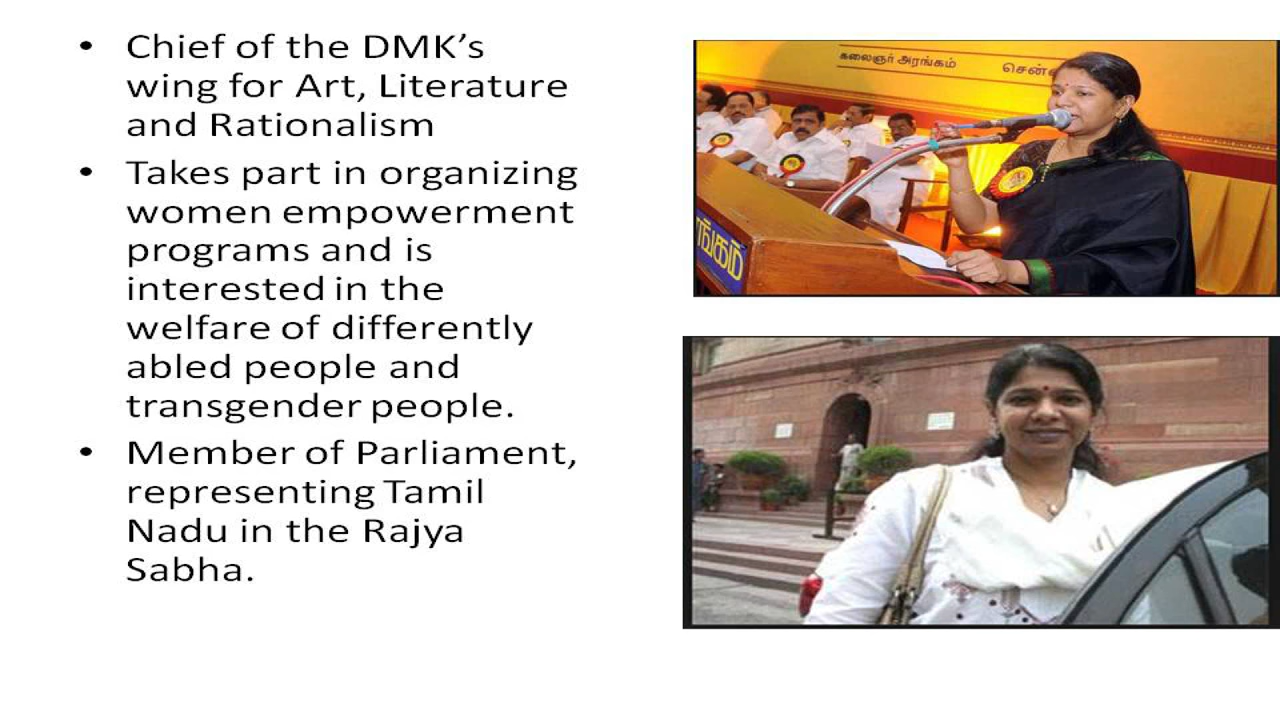 • Chief of the DMK’s
wing for Art, Literature
and Rationalism
• Takes part in organizing
women empowerment
programs and is
interested in the
welfare of differently
abled people and
transgender people.
• Member of Parliament,
representing Tamil
Nadu in the Rajya
Sabha.
கலைஞர் அரங்கம்